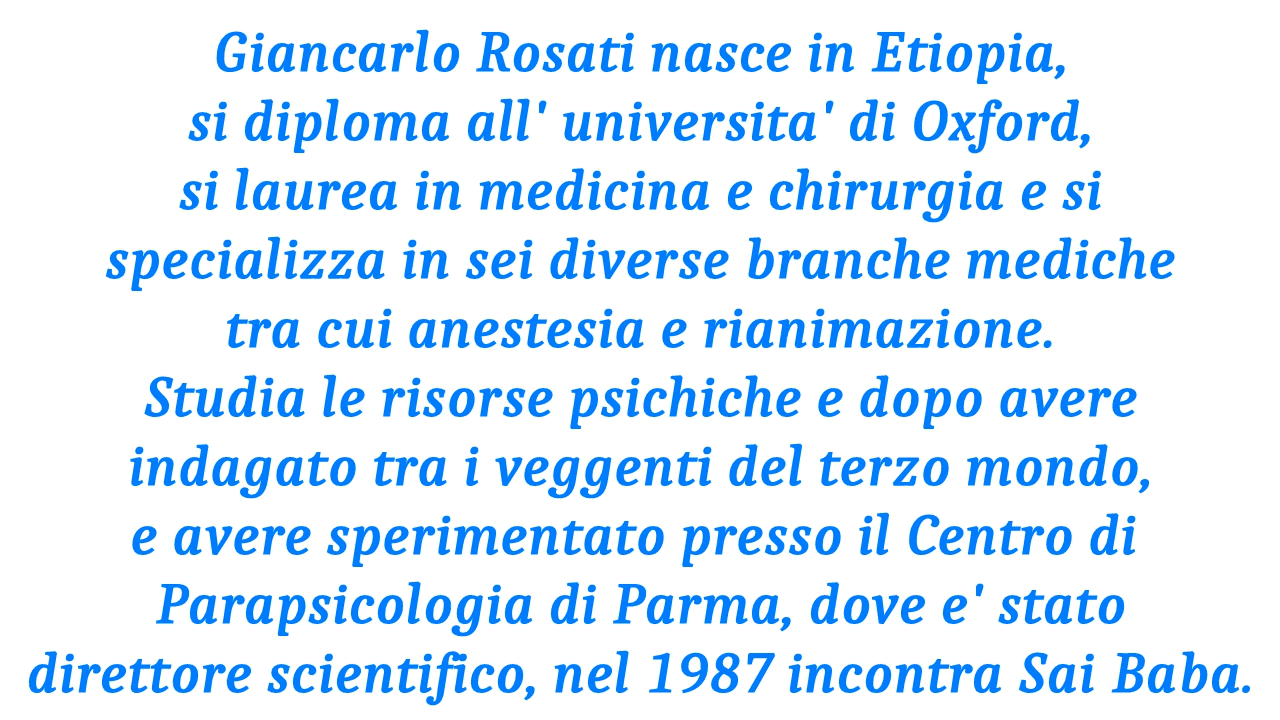 Giancarlo Rosati nasce in Etiopia,
si diploma all' universita' di Oxford,
si laurea in medicina e chirurgia e si
specializza in sei diverse branche mediche
tra cui anestesia e rianimazione.
Studia le risorse psichiche e dopo avere
indagato tra i veggenti del terzo mondo,
e avere sperimentato presso il Centro di
Parapsicologia di Parma, dove e' stato
direttore scientifico, nel 1987 incontra Sai Baba.